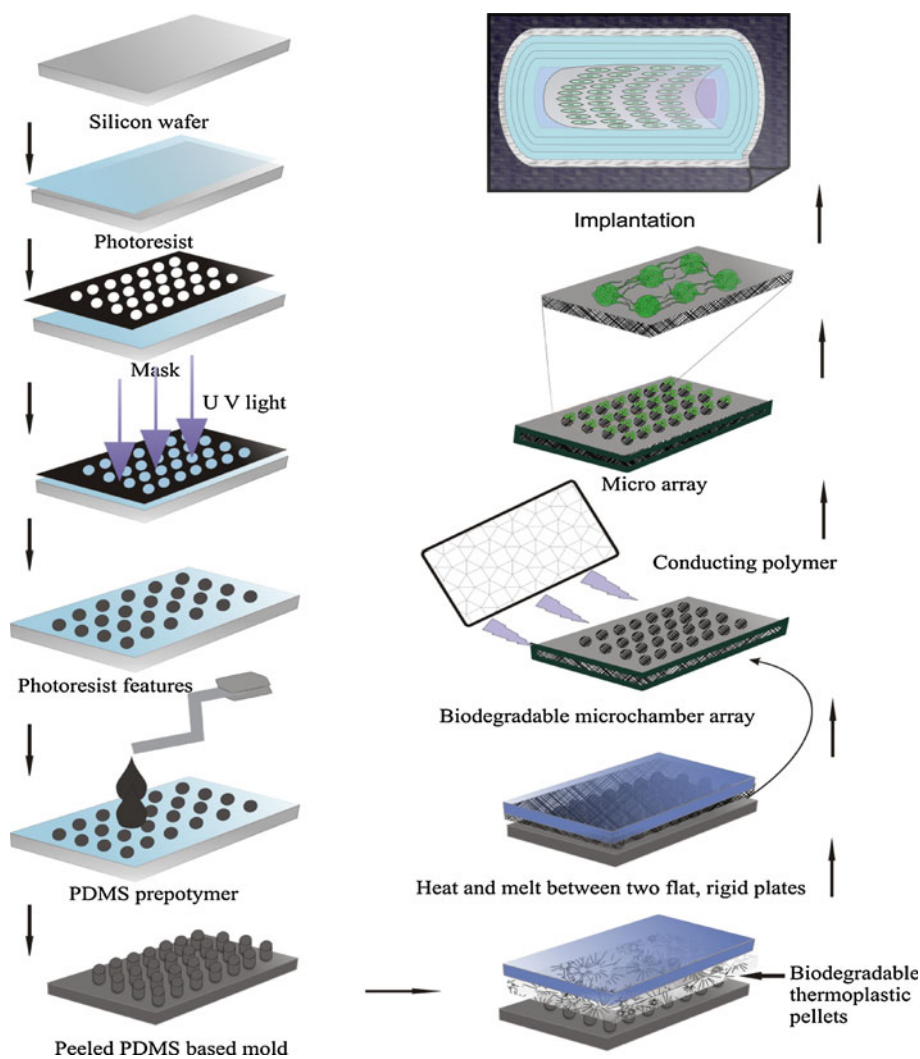 Silicon wafer
Photoresist
Mask
U V light
Photoresist features
PDMS prepotymer
Peeled PDMS based mold
Implantation
Micro array
Conducting polymer
Biodegradable microchamber array
Heat and melt between two flat, rigid plates
Biodegradable
thermoplastic
pellets